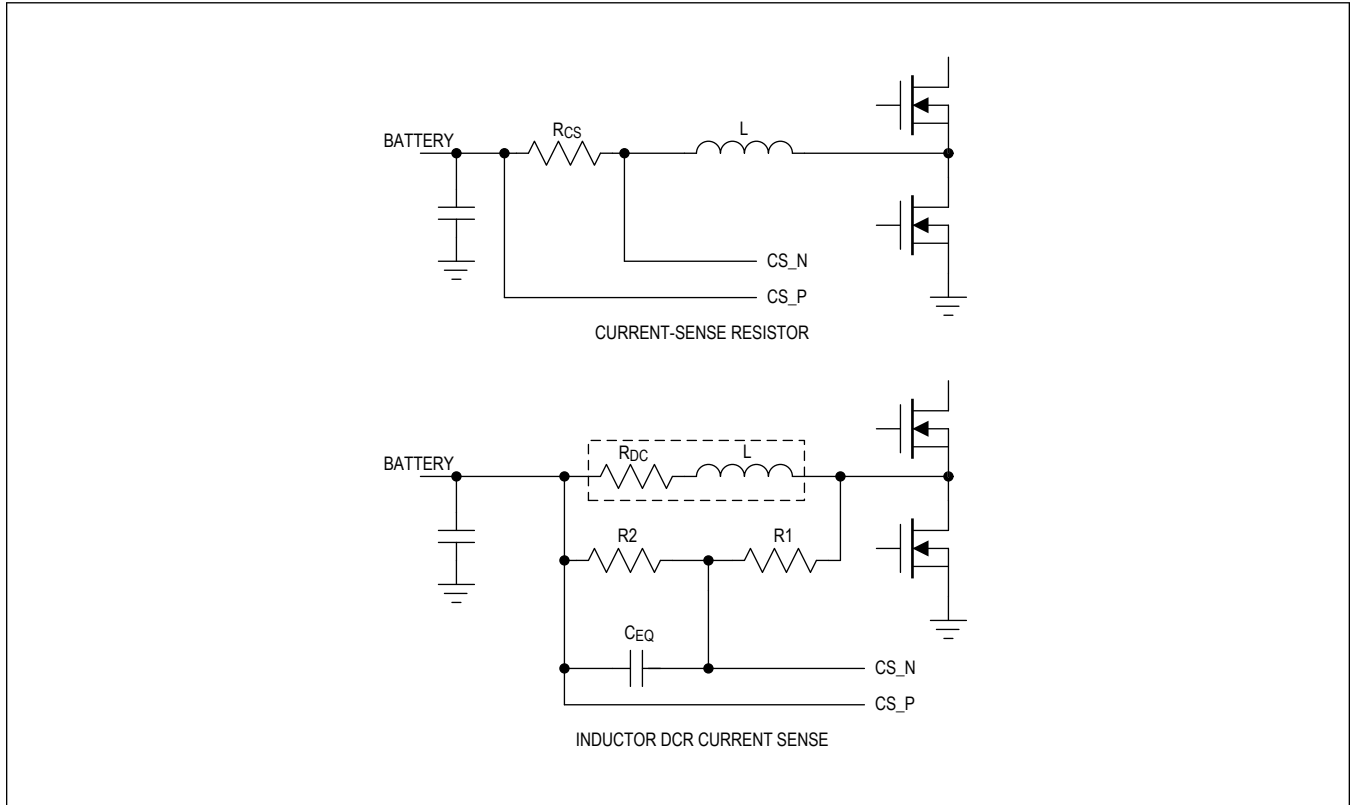 BATTERY
RCS
L
CS_N
CS_P
CURRENT-SENSE RESISTOR
BATTERY
RDC
L
R2
R1
CEQ
CS_N
CS_P
INDUCTOR DCR CURRENT SENSE